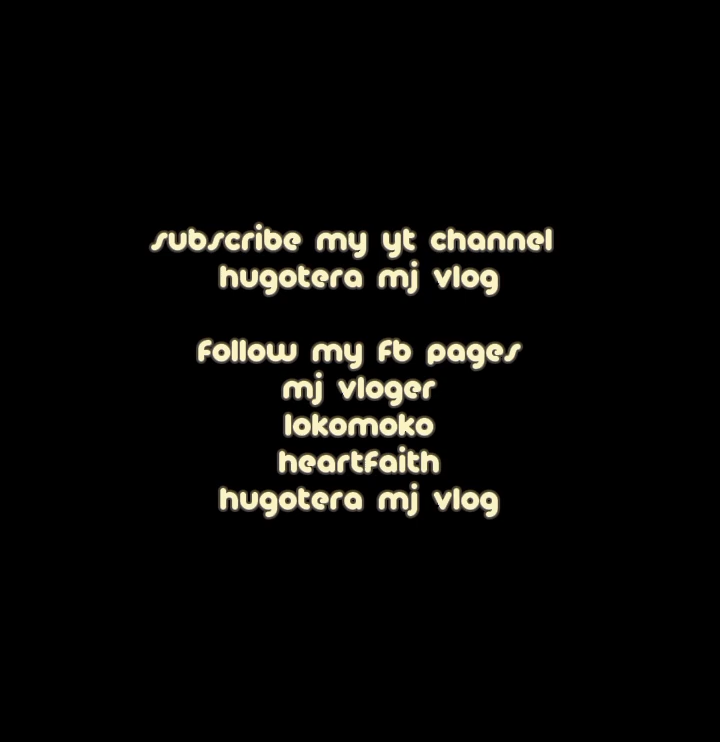 subscribe my yt channel
hugotera mj vlog
follow my fb pages
mj vloger
lokomoko
heartfaith
hugotera mj vlog